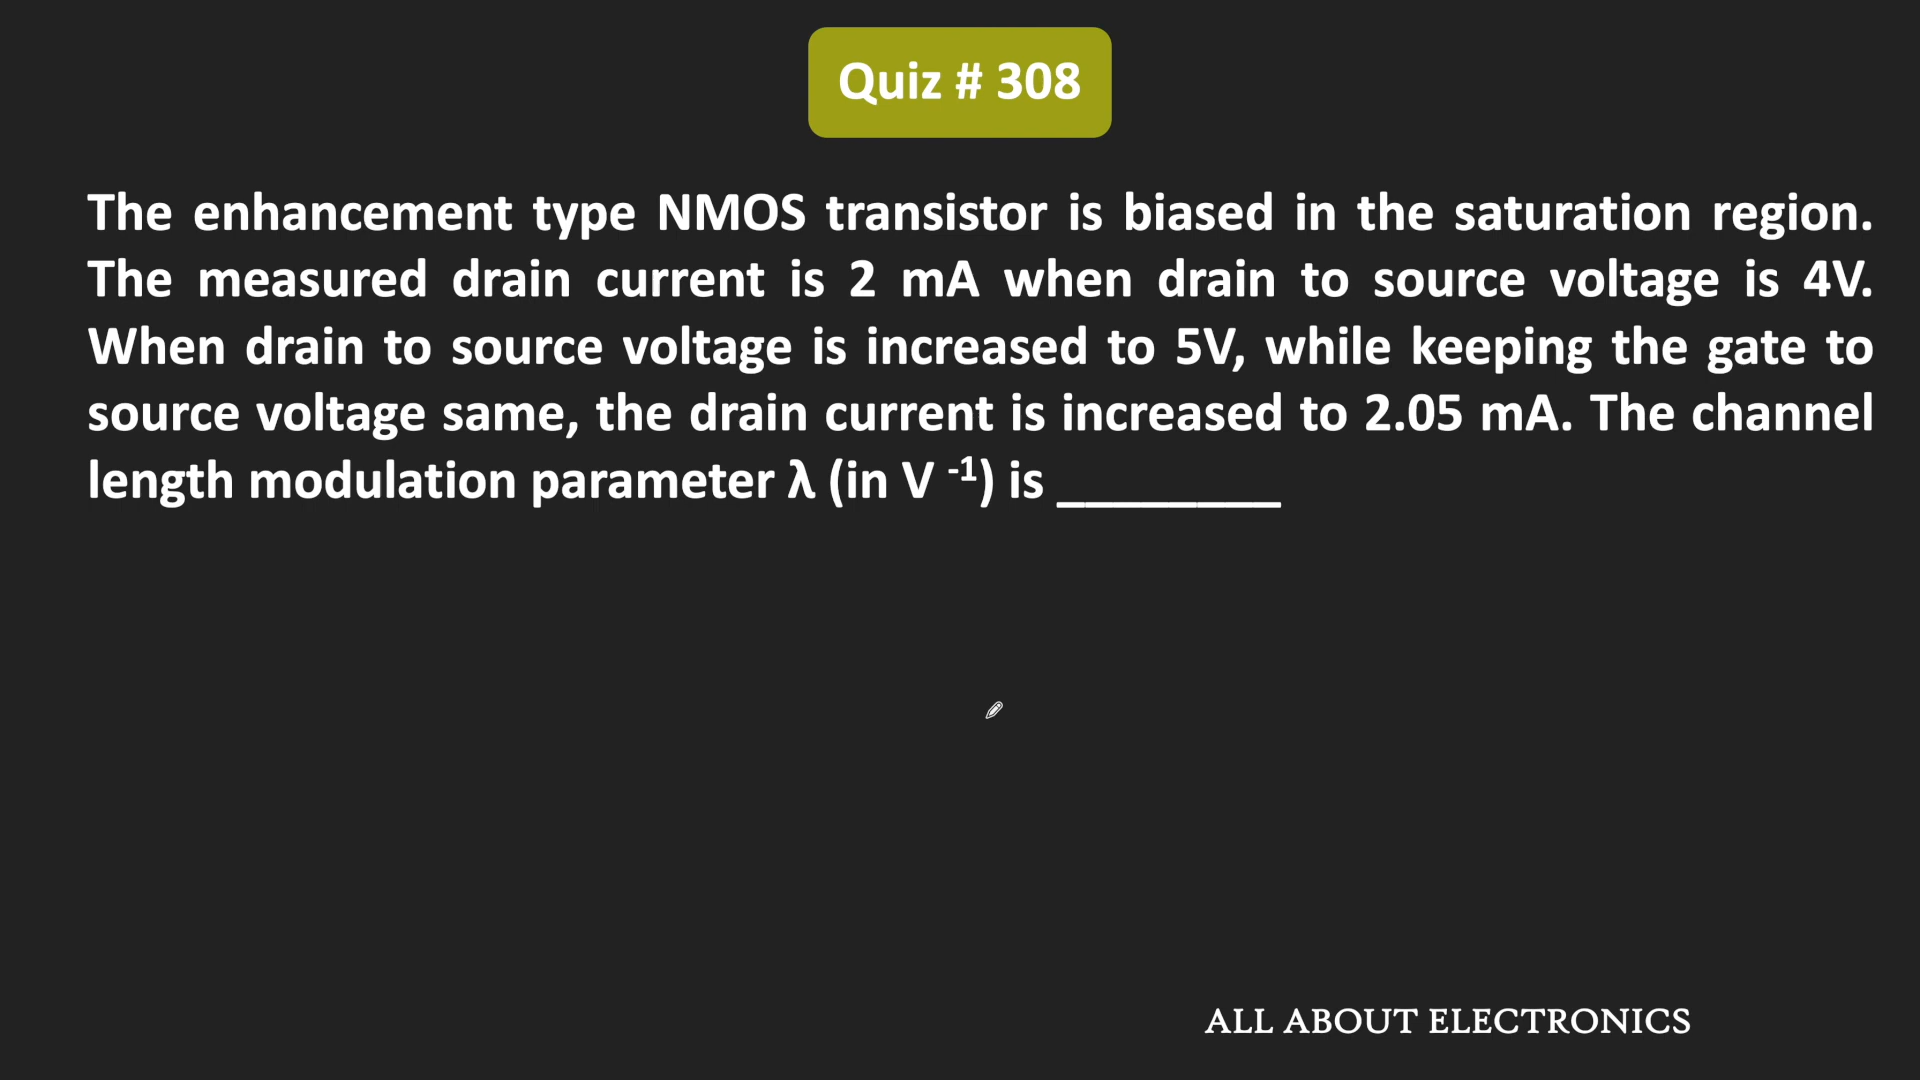 Quiz # 308
The enhancement type NMOS transistor is biased in the saturation region.
The measured drain current is 2 mA when drain to source voltage is 4V.
When drain to source voltage is increased to 5V, while keeping the gate to
source voltage same, the drain current is increased to 2.05 mA. The channel
length modulation parameter λ (in V ⁻¹) is ________
ALL ABOUT ELECTRONICS